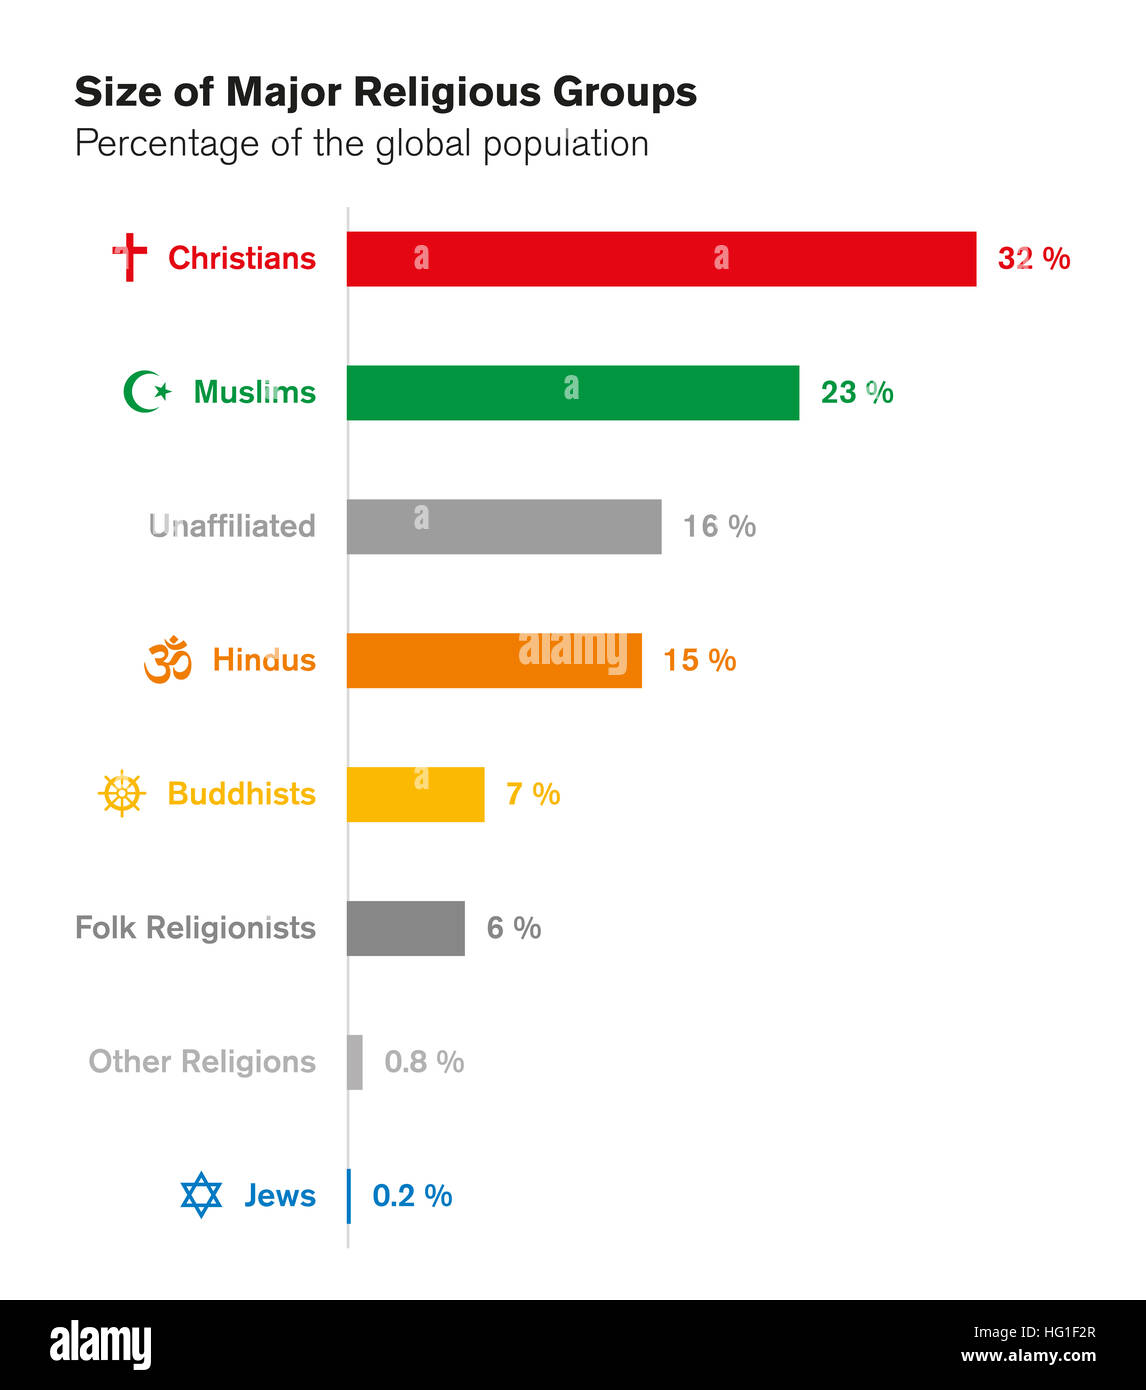 Size of Major Religious Groups
Percentage of the global population
Christians 32 %
Muslims 23 %
Unaffiliated 16 %
Hindus 15 %
Buddhists 7 %
Folk Religionists 6 %
Other Religions 0.8 %
Jews 0.2 %
a a
a
a
alamy
a
alamy
Image ID: HG1F2R
www.alamy.com